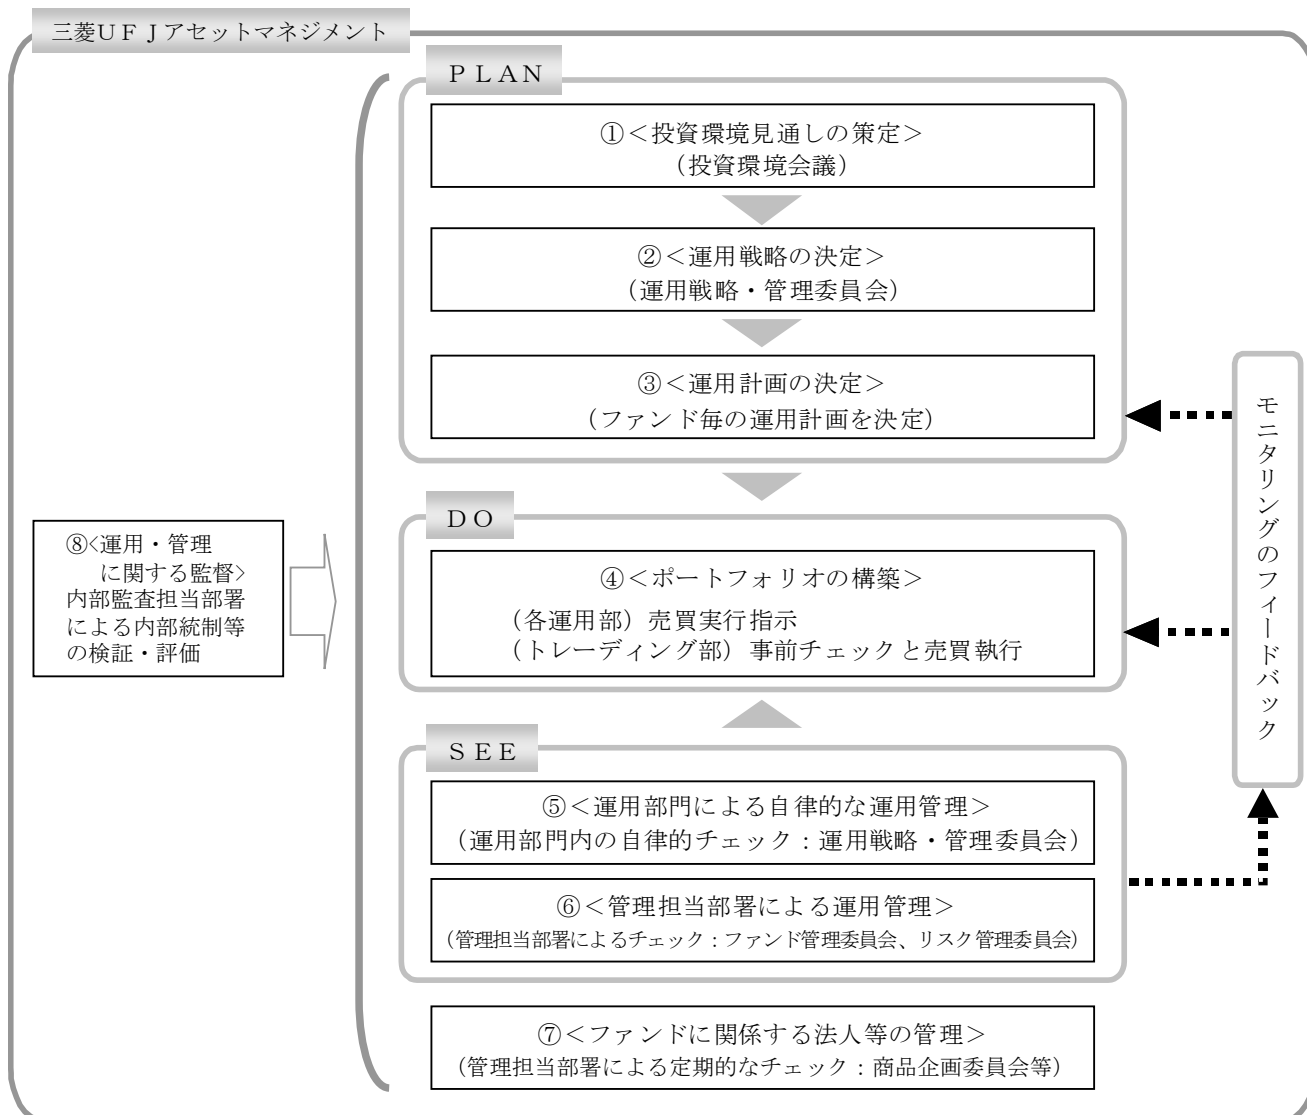 三菱ＵＦＪアセットマネジメント
ＰＬＡＮ
①＜投資環境見通しの策定＞
（投資環境会議）
②＜運用戦略の決定＞
（運用戦略・管理委員会）
③＜運用計画の決定＞
（ファンド毎の運用計画を決定）
ＤＯ
④＜ポートフォリオの構築＞
（各運用部）売買実行指示
（トレーディング部）事前チェックと売買執行
ＳＥＥ
⑤＜運用部門による自律的な運用管理＞
（運用部門内の自律的チェック：運用戦略・管理委員会）
⑥＜管理担当部署による運用管理＞
（管理担当部署によるチェック：ファンド管理委員会、リスク管理委員会）
⑦＜ファンドに関係する法人等の管理＞
（管理担当部署による定期的なチェック：商品企画委員会等）
⑧<運用・管理
に関する監督>
内部監査担当部署
による内部統制等
の検証・評価
モニタリングのフィードバック